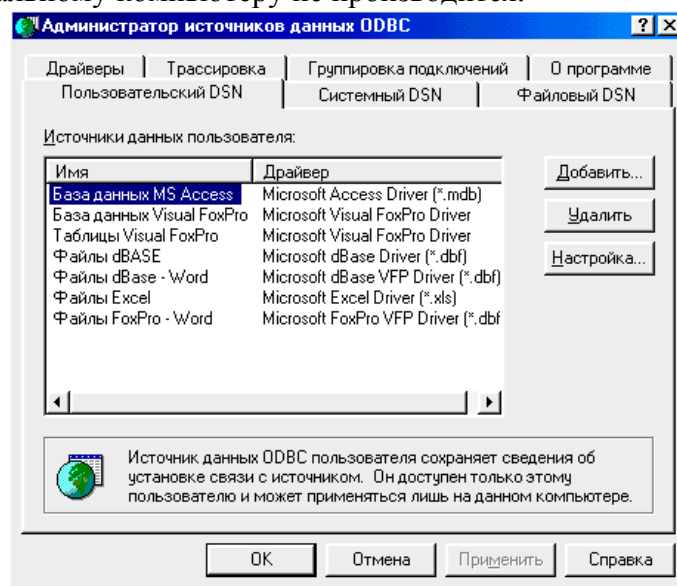 альному компьютеру не производится.
Администратор источников данных ODBC
Драйверы Трассировка Группировка подключений О программе
Пользовательский DSN Системный DSN Файловый DSN
Источники данных пользователя:
Имя Драйвер
База данных MS Access Microsoft Access Driver (*.mdb)
База данных Visual FoxPro Microsoft Visual FoxPro Driver
Таблицы Visual FoxPro Microsoft Visual FoxPro Driver
Файлы dBASE Microsoft dBase Driver (*.dbf)
Файлы dBase - Word Microsoft dBase VFP Driver (*.dbf)
Файлы Excel Microsoft Excel Driver (*.xls)
Файлы FoxPro - Word Microsoft FoxPro VFP Driver (*.dbf
Добавить...
Удалить
Настройка...
Источник данных ODBC пользователя сохраняет сведения об
установке связи с источником. Он доступен только этому
пользователю и может применяться лишь на данном компьютере.
OK Отмена Применить Справка